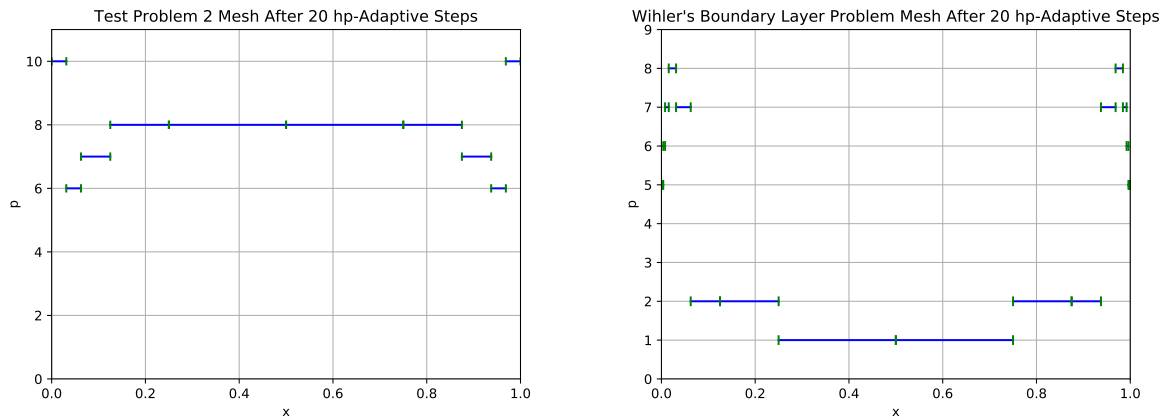 Test Problem 2 Mesh After 20 hp-Adaptive Steps
10
8
6
4
2
0
p
0.0 0.2 0.4 0.6 0.8 1.0
x
Wihler's Boundary Layer Problem Mesh After 20 hp-Adaptive Steps
9
8
7
6
5
4
3
2
1
0
p
0.0 0.2 0.4 0.6 0.8 1.0
x